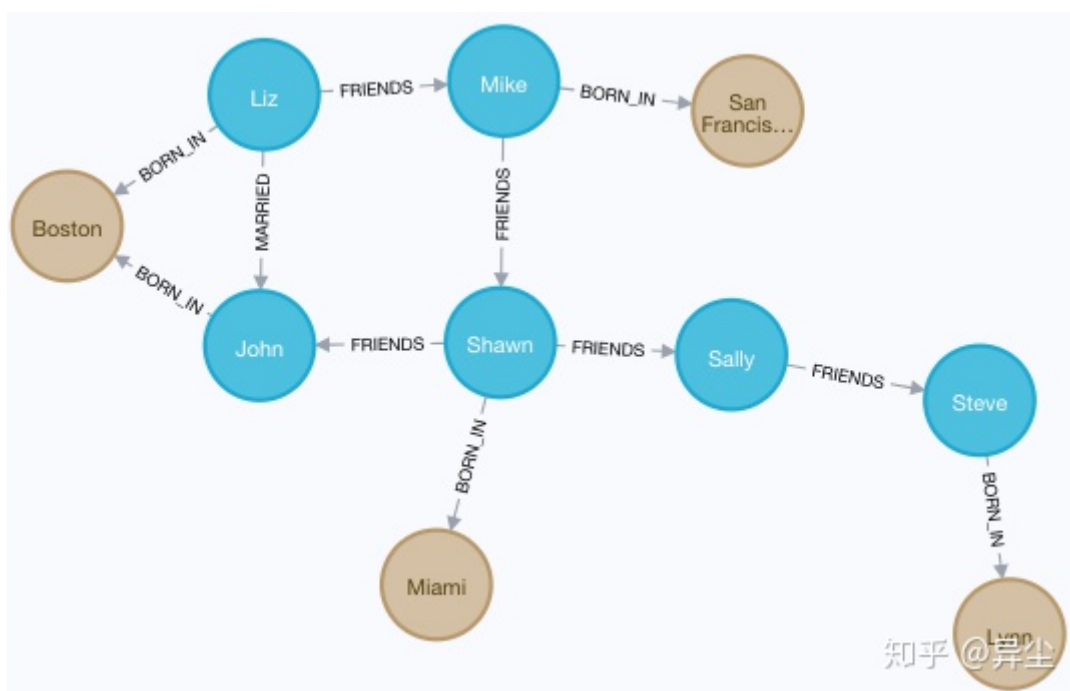 Liz
FRIENDS
Mike
BORN_IN
San
Francis...
BORN_IN
Boston
MARRIED
FRIENDS
BORN_IN
John
FRIENDS
Shawn
FRIENDS
Sally
FRIENDS
Steve
BORN_IN
BORN_IN
Miami
Lynn
知乎 @异尘